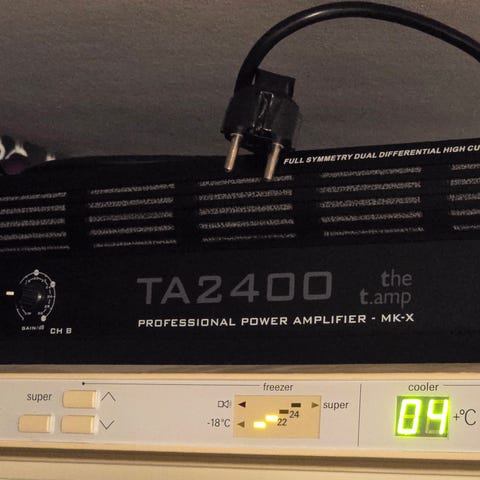 FULL SYMMETRY DUAL DIFFERENTIAL HIGH CU
TA2400
the
t.amp
PROFESSIONAL POWER AMPLIFIER - MK-X
GAIN/dB
CH B
freezer
cooler
super
super
24
22
-18°C
04
+°C